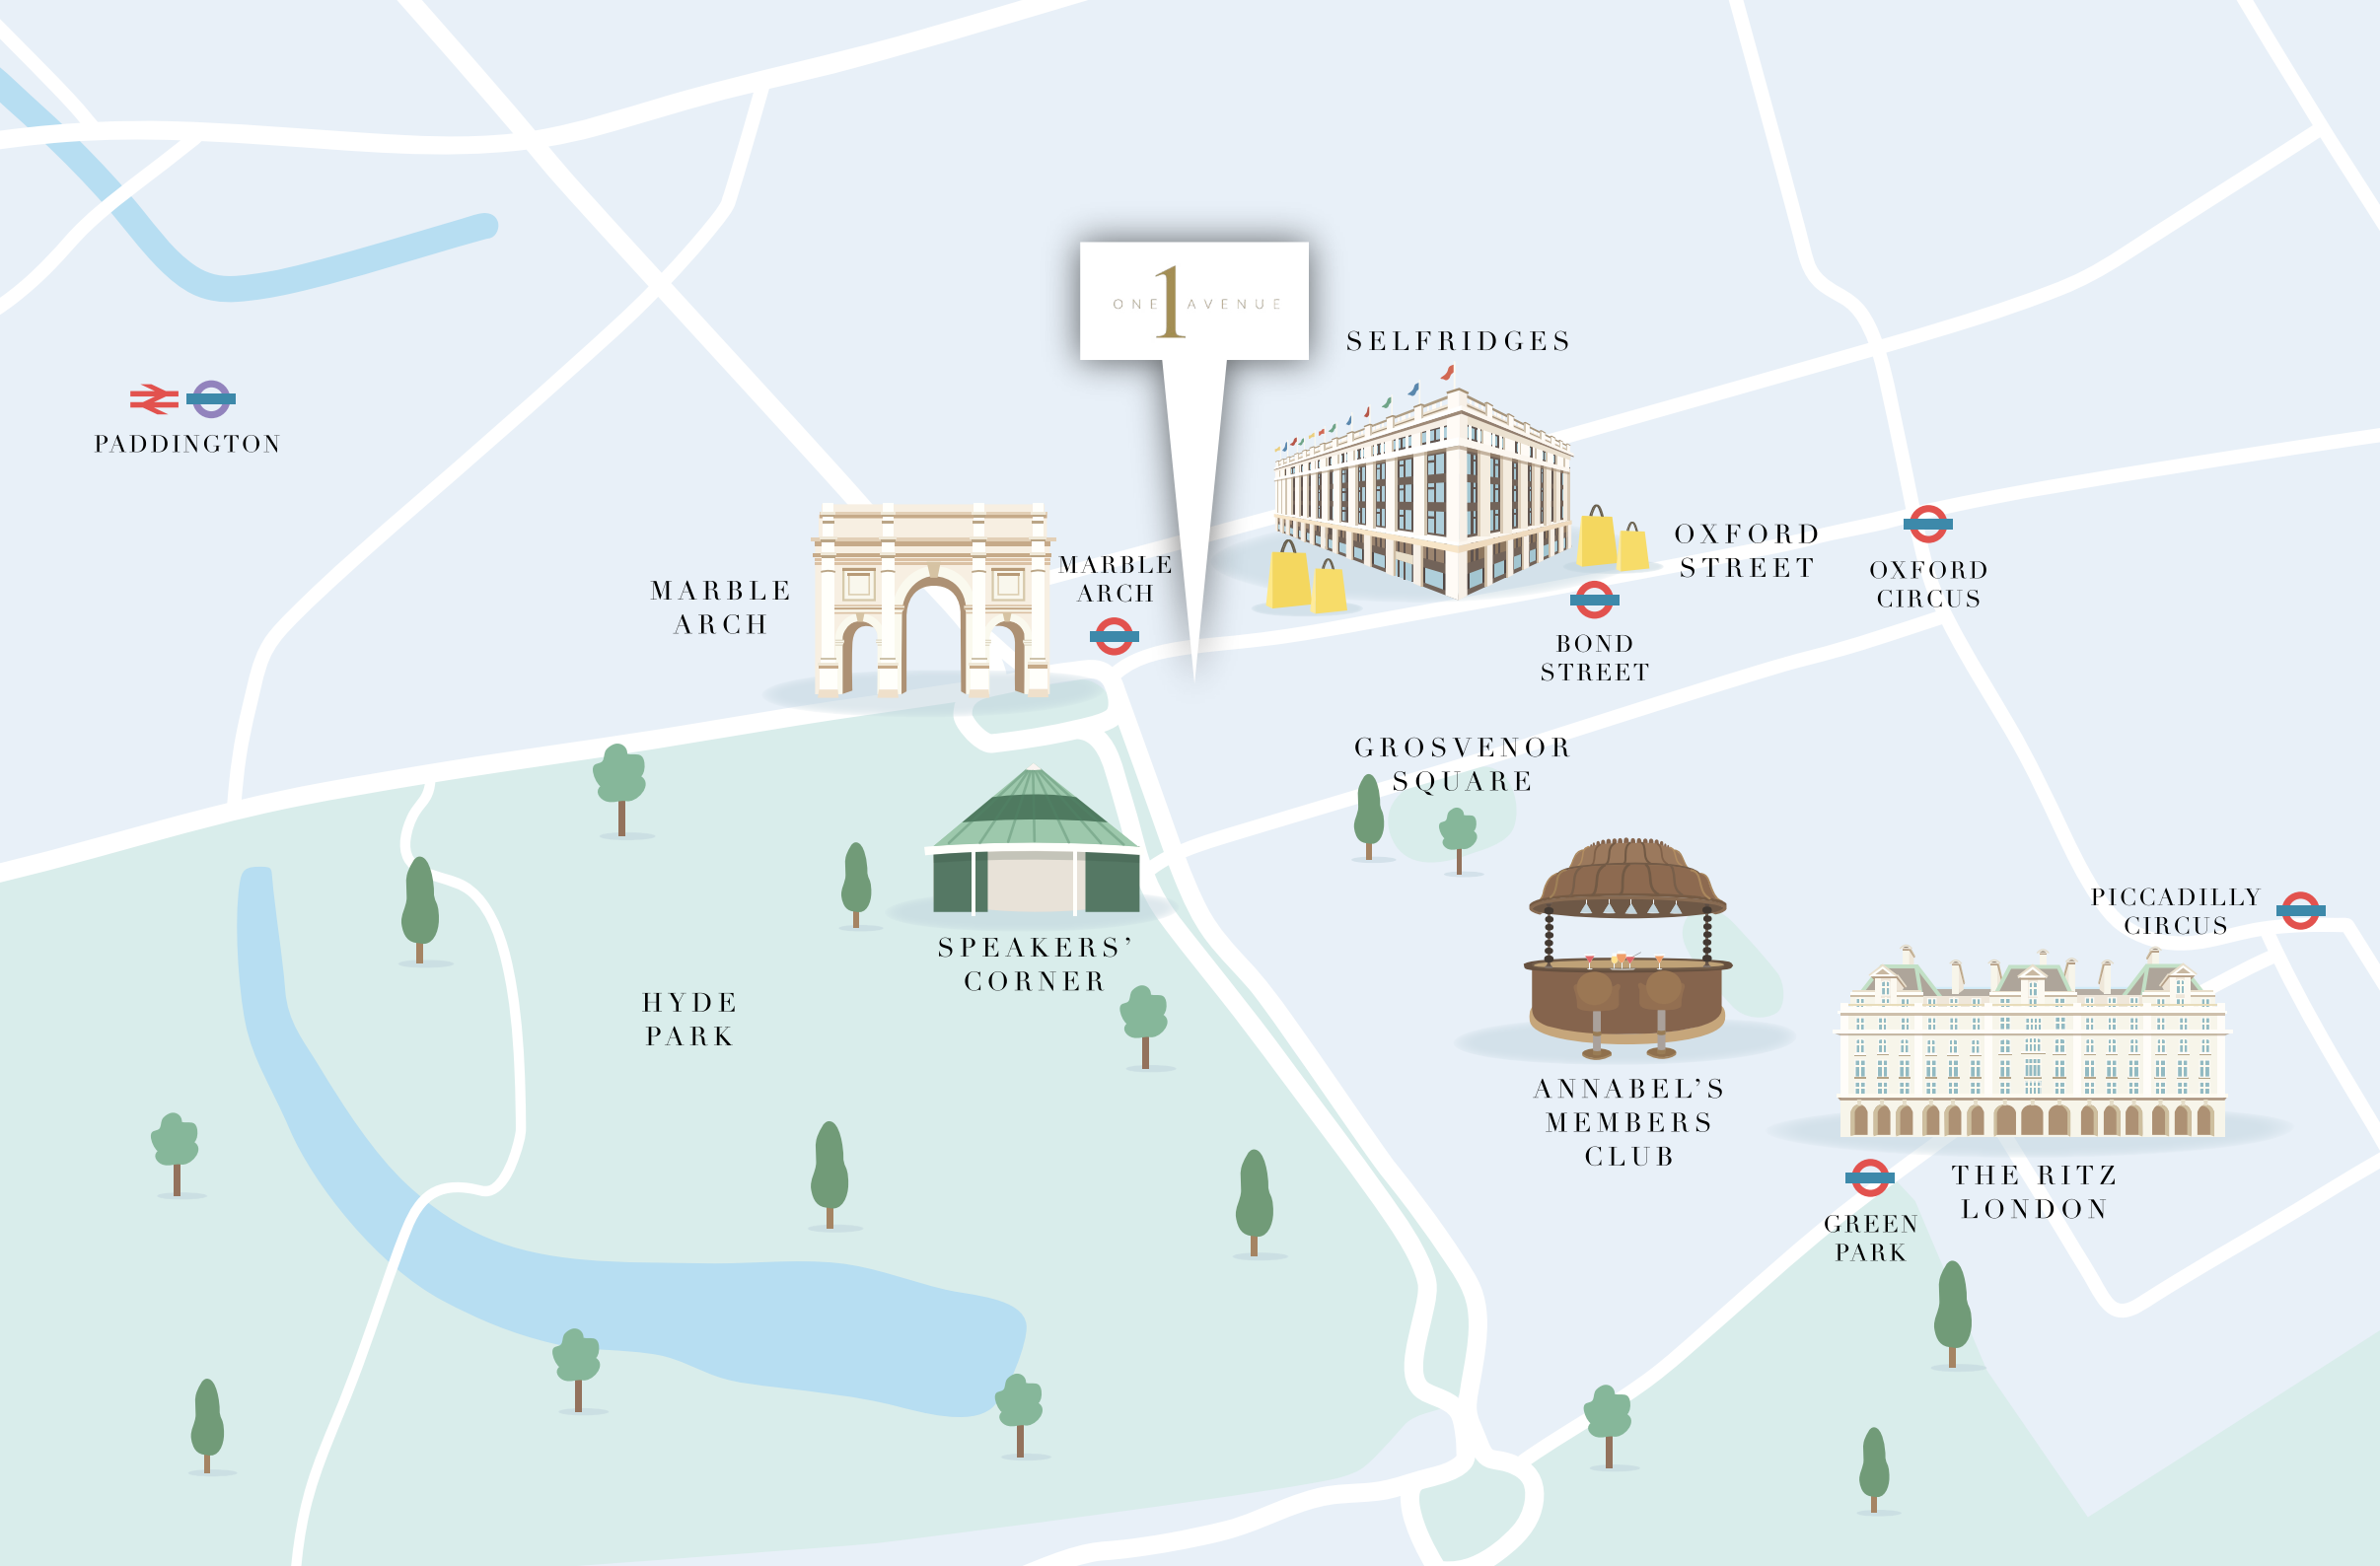 ONE 1 AVENUE
SELFRIDGES
PADDINGTON
OXFORD
STREET
MARBLE
ARCH
MARBLE
ARCH
OXFORD
CIRCUS
BOND
STREET
GROSVENOR
SQUARE
PICCADILLY
CIRCUS
SPEAKERS’
CORNER
HYDE
PARK
ANNABEL’S
MEMBERS
CLUB
THE RITZ
LONDON
GREEN
PARK